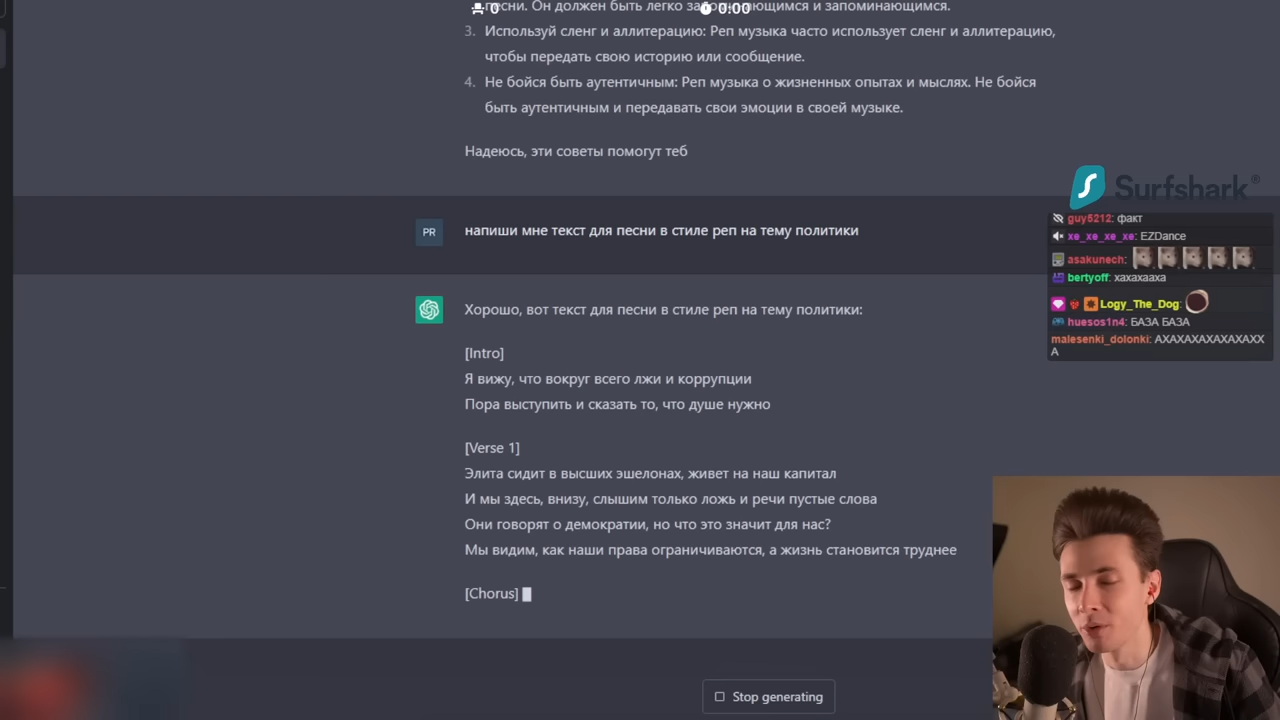 песни. Он должен быть легко запоминающимся и запоминающимся.
0
0:00
3. Используй сленг и аллитерацию: Реп музыка часто использует сленг и аллитерацию,
чтобы передать свою историю или сообщение.
4. Не бойся быть аутентичным: Реп музыка о жизненных опытах и мыслях. Не бойся
быть аутентичным и передавать свои эмоции в своей музыке.
Надеюсь, эти советы помогут теб
Surfshark®
PR
напиши мне текст для песни в стиле реп на тему политики
guy5212: факт
xe_xe_xe_xe: EZDance
asakunech:
bertyoff: хахахааха
Logy_The_Dog:
huesos1n4: БАЗА БАЗА
malesenki_dolonki: АХАХАХАХАХАХАХХ
А
Хорошо, вот текст для песни в стиле реп на тему политики:
[Intro]
Я вижу, что вокруг всего лжи и коррупции
Пора выступить и сказать то, что душе нужно
[Verse 1]
Элита сидит в высших эшелонах, живет на наш капитал
И мы здесь, внизу, слышим только ложь и речи пустые слова
Они говорят о демократии, но что это значит для нас?
Мы видим, как наши права ограничиваются, а жизнь становится труднее
[Chorus]
Stop generating